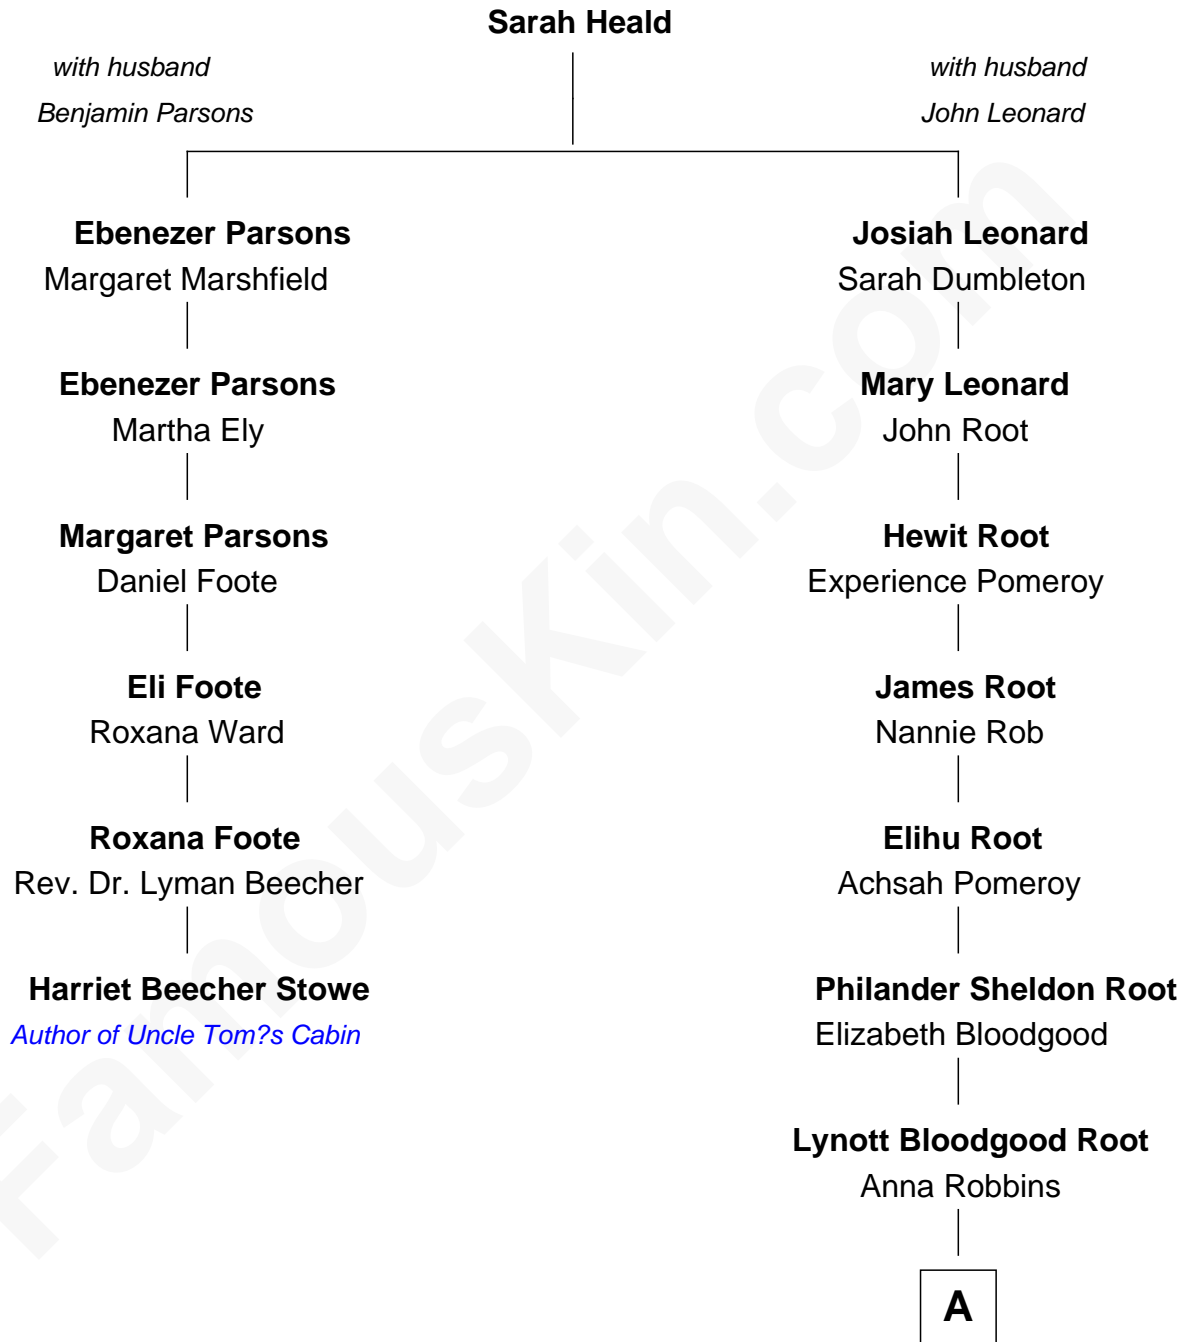 Sarah Heald
with husband
Benjamin Parsons
with husband
John Leonard
Ebenezer Parsons
Margaret Marshfield
Ebenezer Parsons
Martha Ely
Margaret Parsons
Daniel Foote
Eli Foote
Roxana Ward
Roxana Foote
Rev. Dr. Lyman Beecher
Harriet Beecher Stowe
Author of Uncle Tom?s Cabin
Josiah Leonard
Sarah Dumbleton
Mary Leonard
John Root
Hewit Root
Experience Pomeroy
James Root
Nannie Rob
Elihu Root
Achsah Pomeroy
Philander Sheldon Root
Elizabeth Bloodgood
Lynott Bloodgood Root
Anna Robbins
A
FamousKin.com